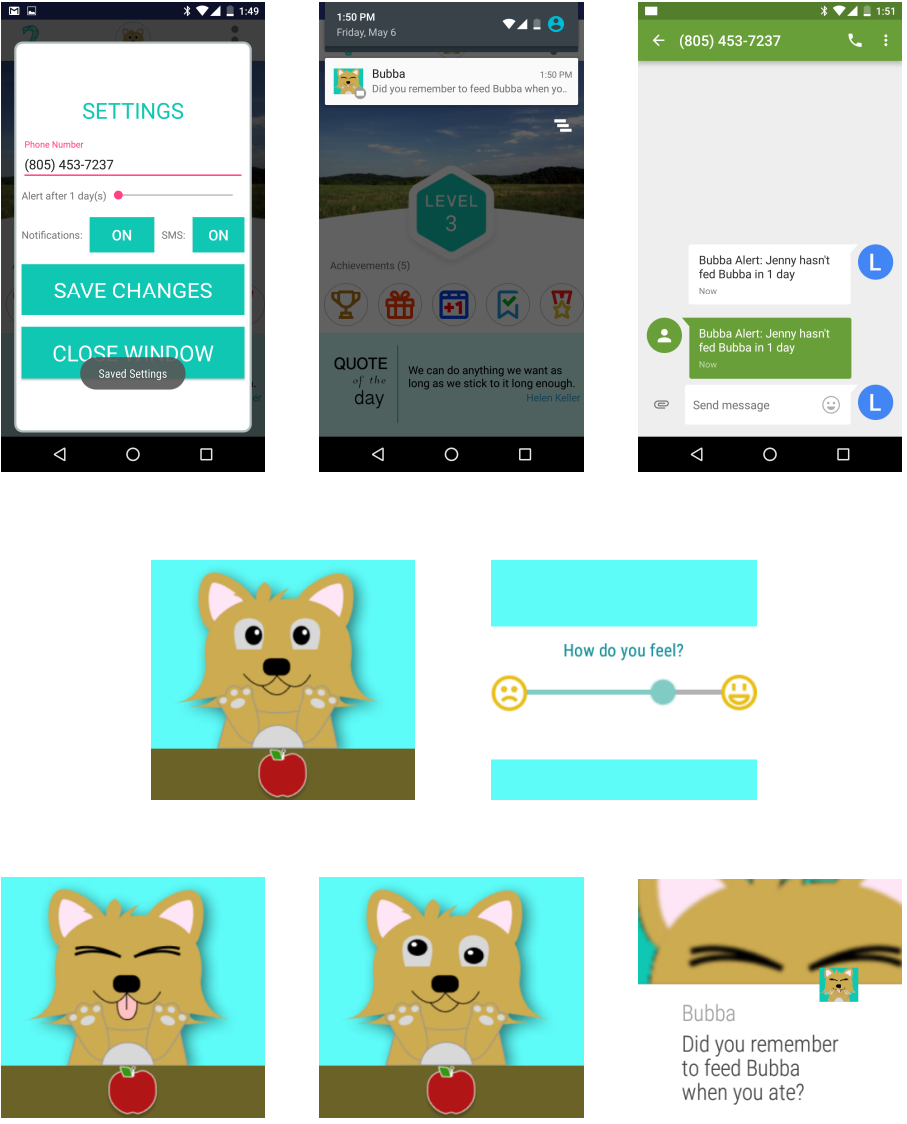 1:49
SETTINGS
Phone Number
(805) 453-7237
Alert after 1 day(s)
Notifications: ON SMS: ON
SAVE CHANGES
CLOSE WINDOW
Saved Settings
1:50 PM
Friday, May 6
Bubba 1:50 PM
Did you remember to feed Bubba when yo..
LEVEL
3
Achievements (5)
+1
QUOTE
of the
day
We can do anything we want as
long as we stick to it long enough.
Helen Keller
1:51
(805) 453-7237
Bubba Alert: Jenny hasn't
fed Bubba in 1 day
Now
L
Bubba Alert: Jenny hasn't
fed Bubba in 1 day
Now
Send message
L
How do you feel?
Bubba
Did you remember
to feed Bubba
when you ate?